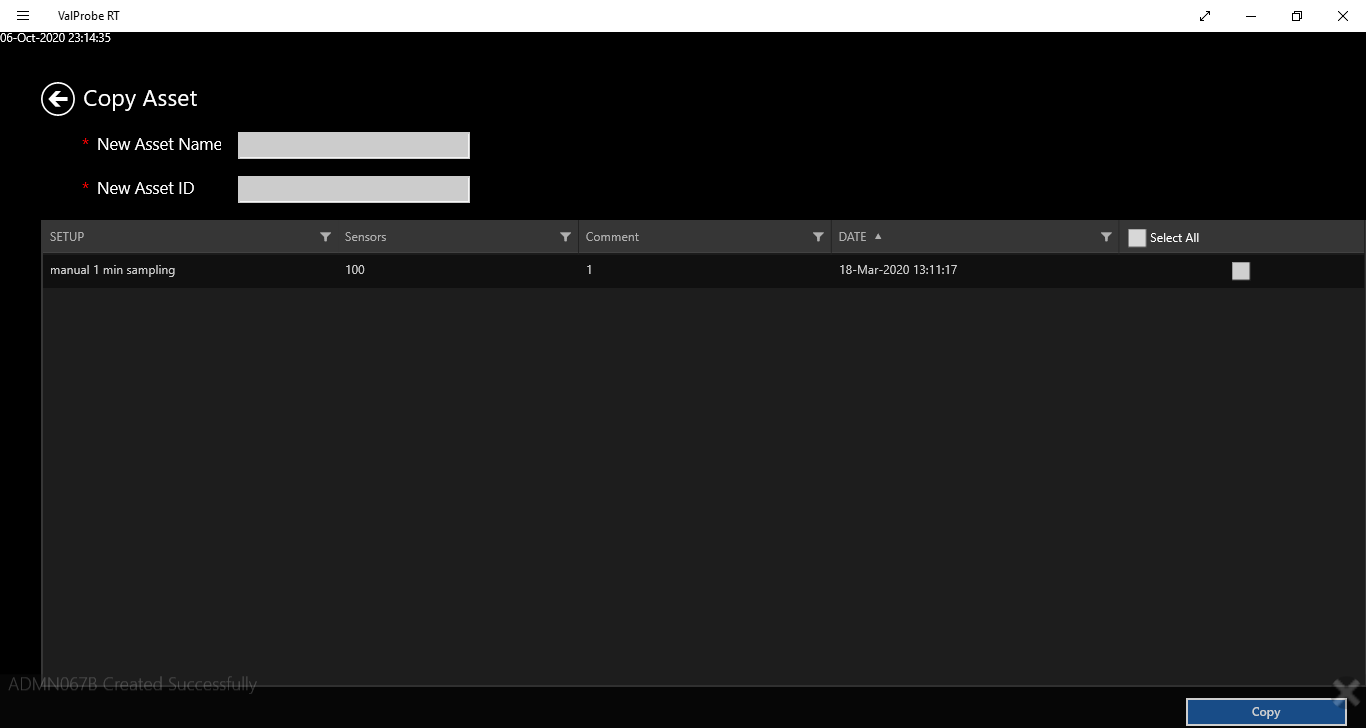 ValProbe RT
06-Oct-2020 23:14:35
Copy Asset
* New Asset Name
* New Asset ID
SETUP Sensors Comment DATE Select All
manual 1 min sampling 100 1 18-Mar-2020 13:11:17
ADMN067B Created Successfully
Copy